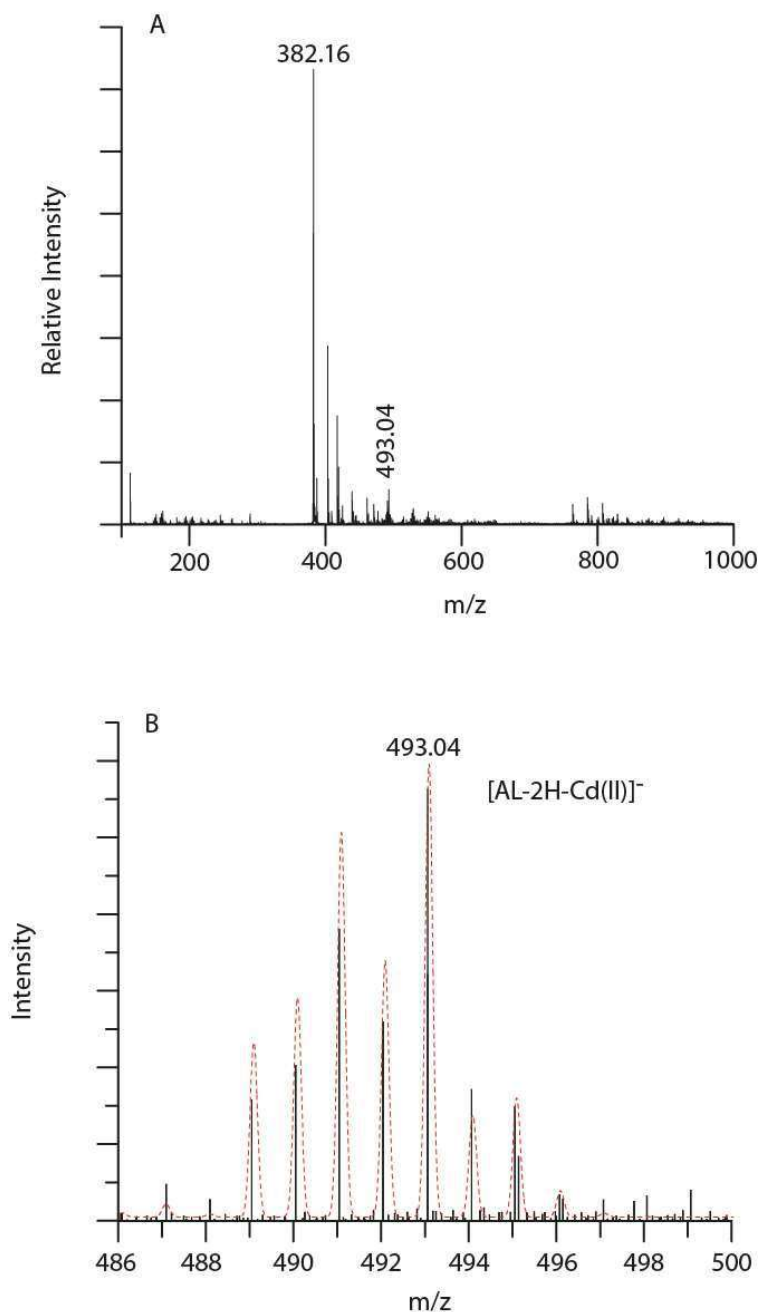 A
382.16
493.04
Relative Intensity
200 400 600 800 1000
m/z
B
493.04
[AL-2H-Cd(II)]⁻
Intensity
486 488 490 492 494 496 498 500
m/z